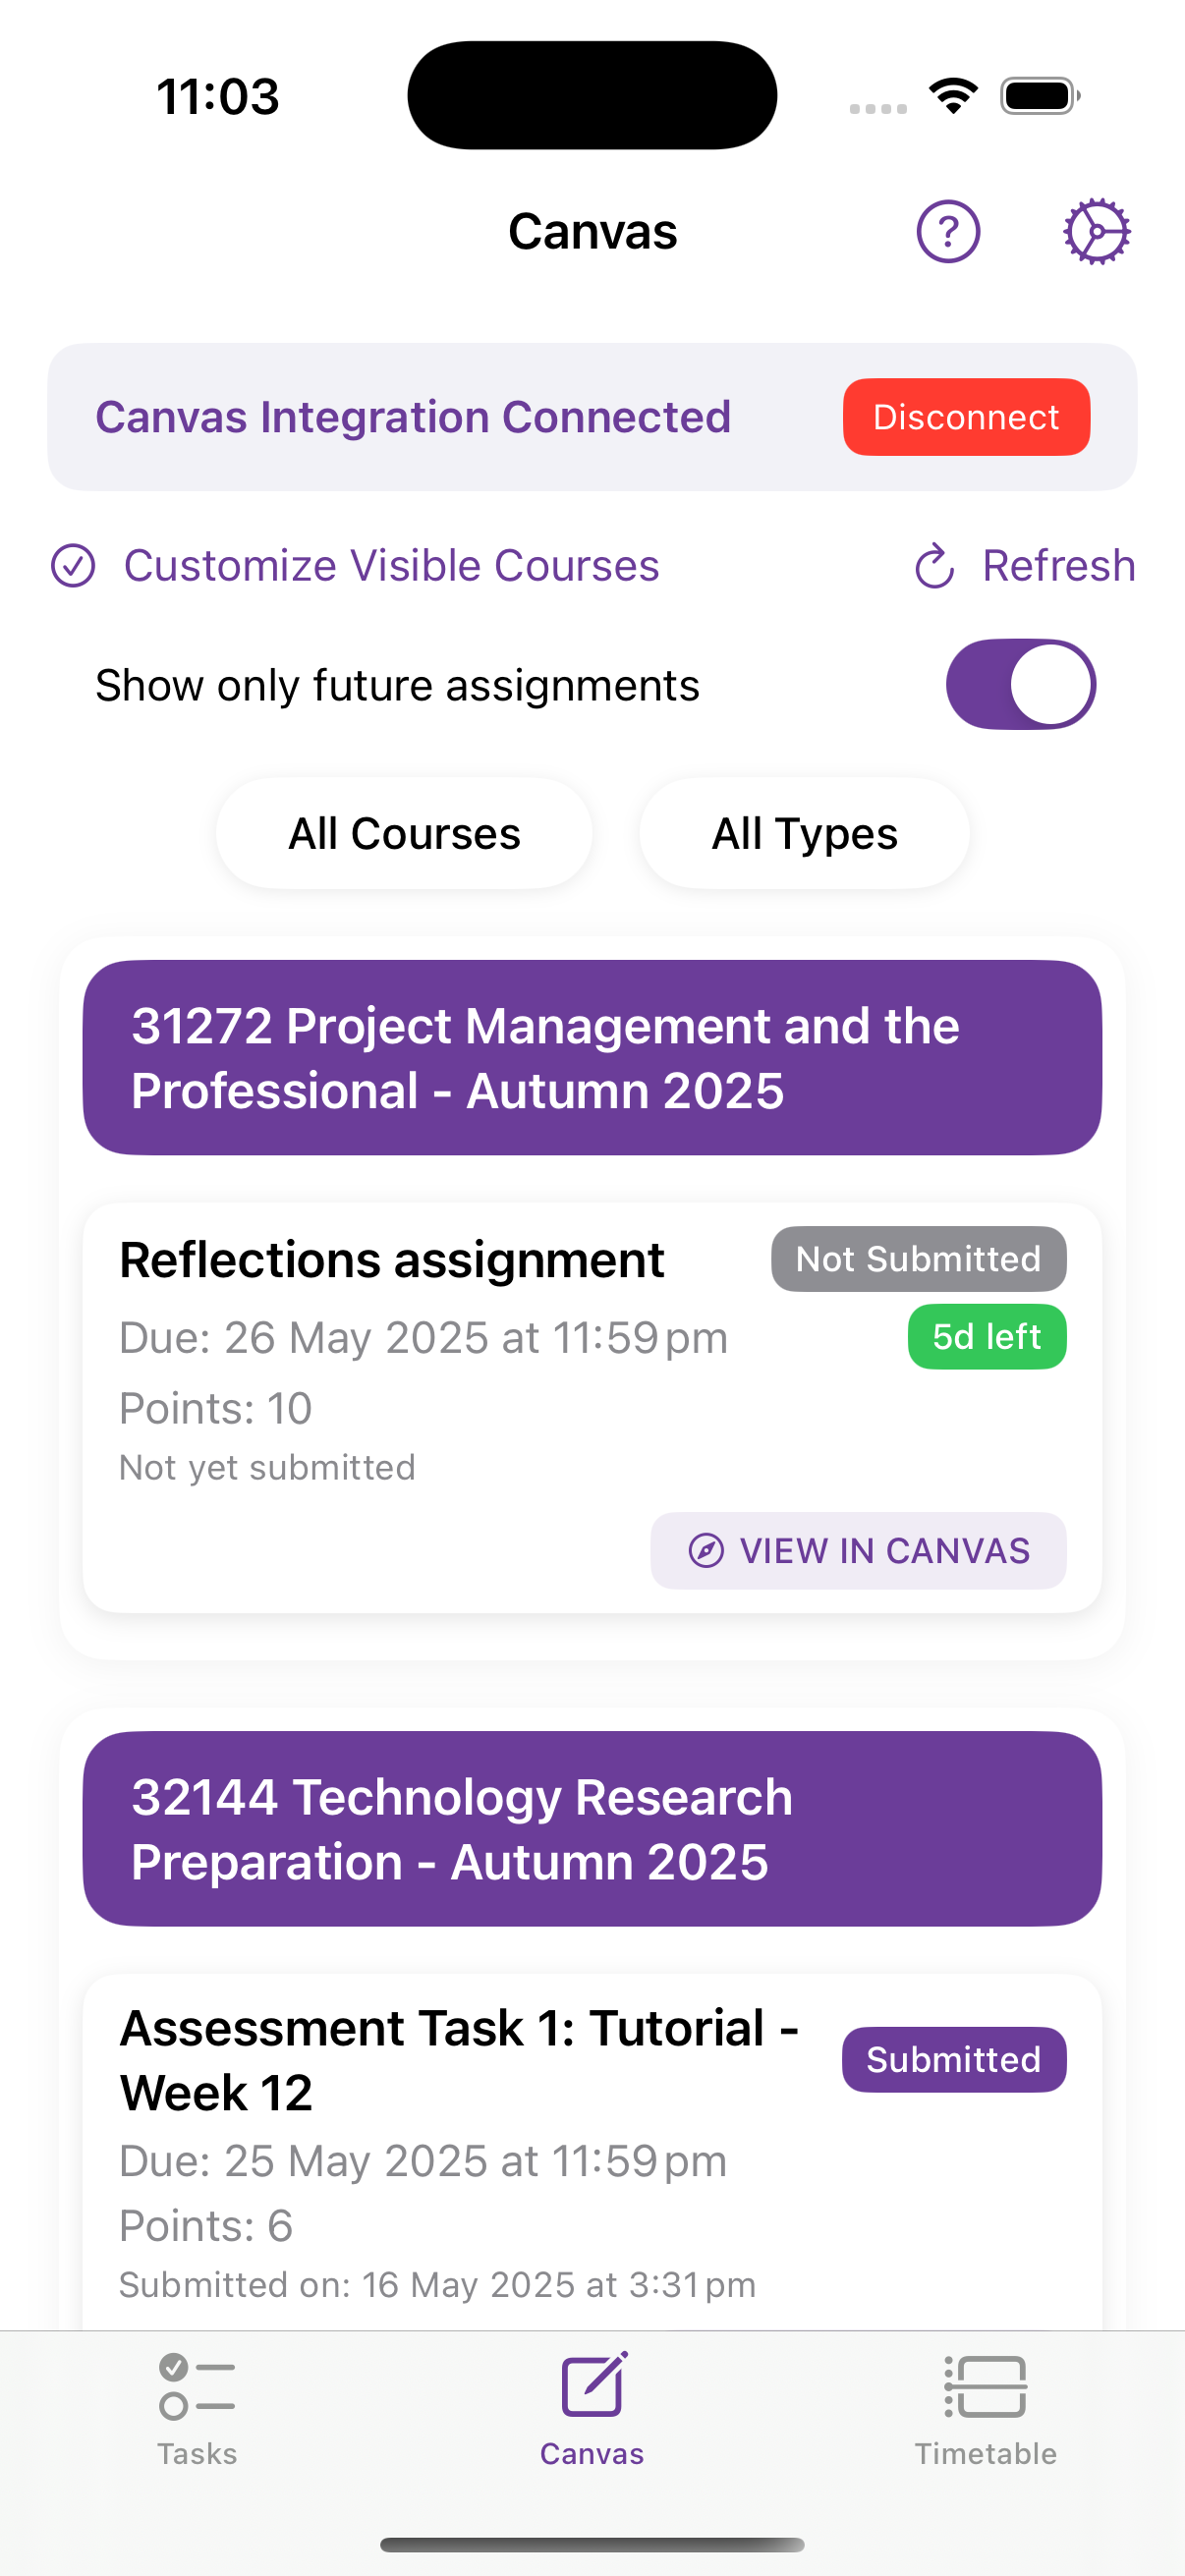 11:03
Canvas
?
Canvas Integration Connected
Disconnect
Customize Visible Courses
Refresh
Show only future assignments
All Courses
All Types
31272 Project Management and the
Professional - Autumn 2025
Reflections assignment
Not Submitted
Due: 26 May 2025 at 11:59 pm
5d left
Points: 10
Not yet submitted
VIEW IN CANVAS
32144 Technology Research
Preparation - Autumn 2025
Assessment Task 1: Tutorial -
Week 12
Submitted
Due: 25 May 2025 at 11:59 pm
Points: 6
Submitted on: 16 May 2025 at 3:31 pm
Tasks
Canvas
Timetable